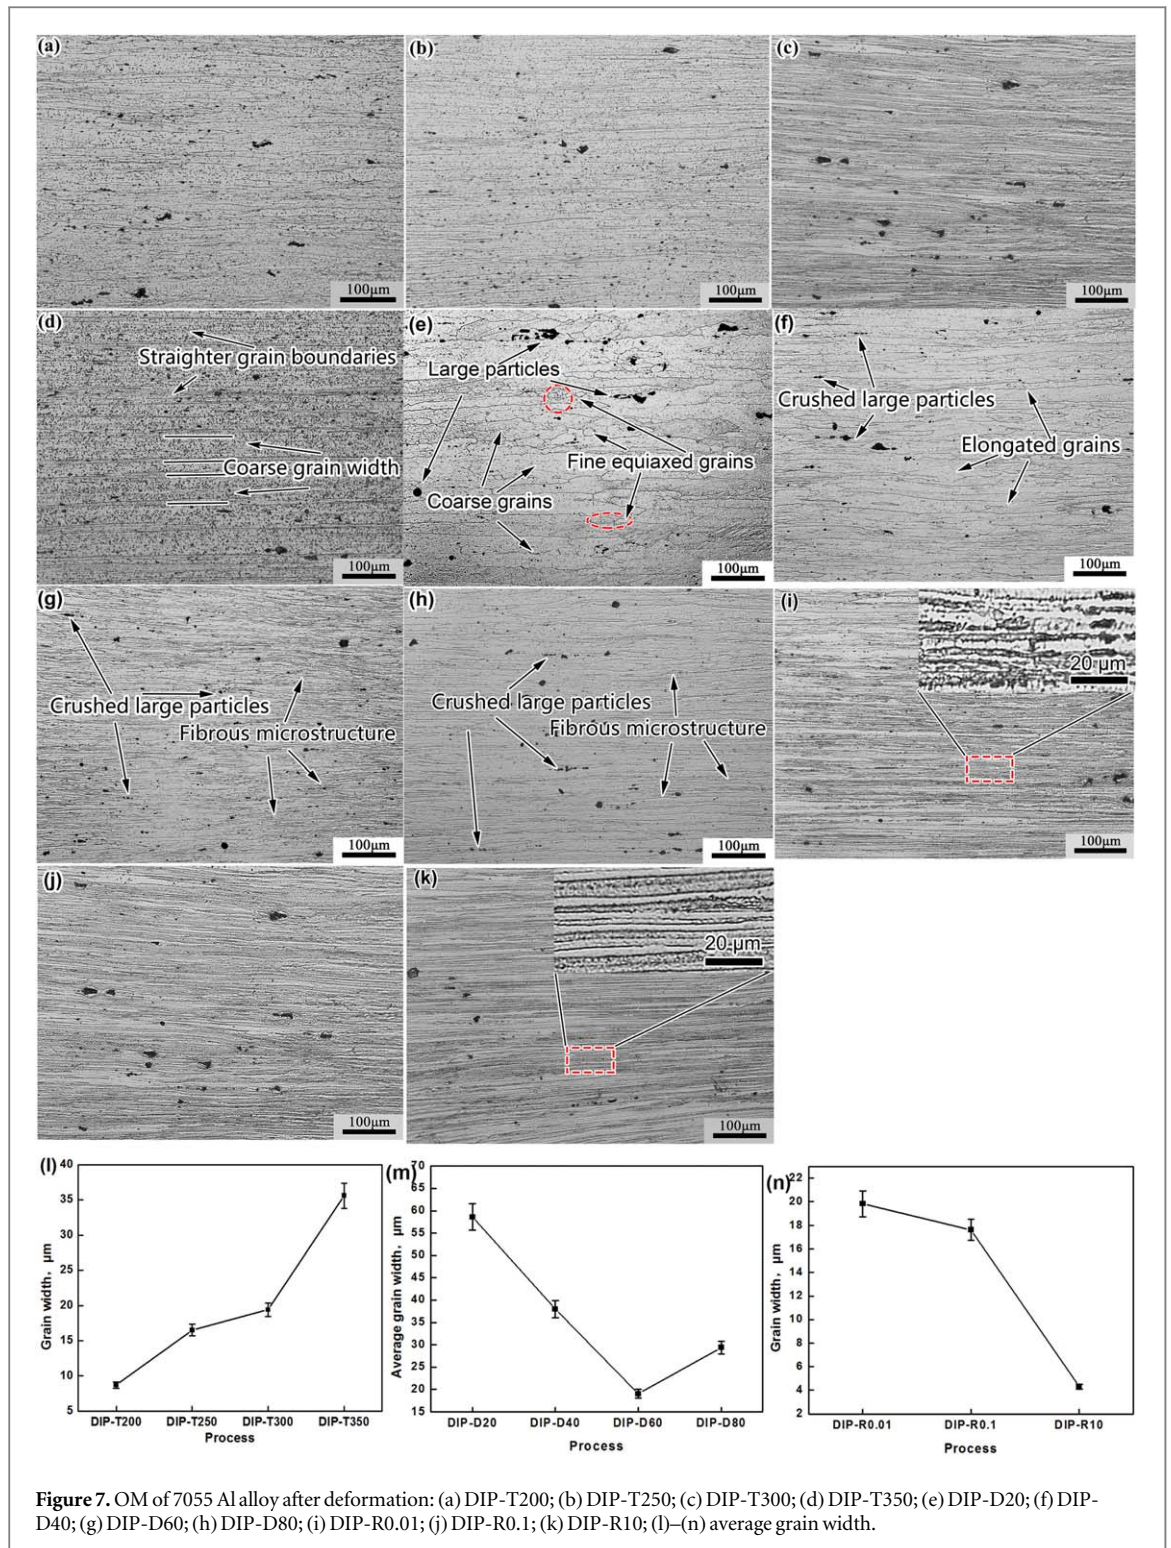 (a)
(b)
(c)
100μm
100μm
100μm
(d)
Straighter grain boundaries
Coarse grain width
100μm
(e)
Large particles
Fine equiaxed grains
Coarse grains
100μm
(f)
Crushed large particles
Elongated grains
100μm
(g)
Crushed large particles
Fibrous microstructure
100μm
(h)
Crushed large particles
Fibrous microstructure
100μm
(i)
20 μm
100μm
(j)
100μm
(k)
20 μm
100μm
(l)
40
35
30
25
20
15
10
5
Grain width, μm
DIP-T200 DIP-T250 DIP-T300 DIP-T350
Process
(m)
70
65
60
55
50
45
40
35
30
25
20
15
Average grain width, μm
DIP-D20 DIP-D40 DIP-D60 DIP-D80
Process
(n)
22
20
18
16
14
12
10
8
6
4
2
Grain width, μm
DIP-R0.01 DIP-R0.1 DIP-R10
Process
Figure 7. OM of 7055 Al alloy after deformation: (a) DIP-T200; (b) DIP-T250; (c) DIP-T300; (d) DIP-T350; (e) DIP-D20; (f) DIP-
D40; (g) DIP-D60; (h) DIP-D80; (i) DIP-R0.01; (j) DIP-R0.1; (k) DIP-R10; (l)–(n) average grain width.